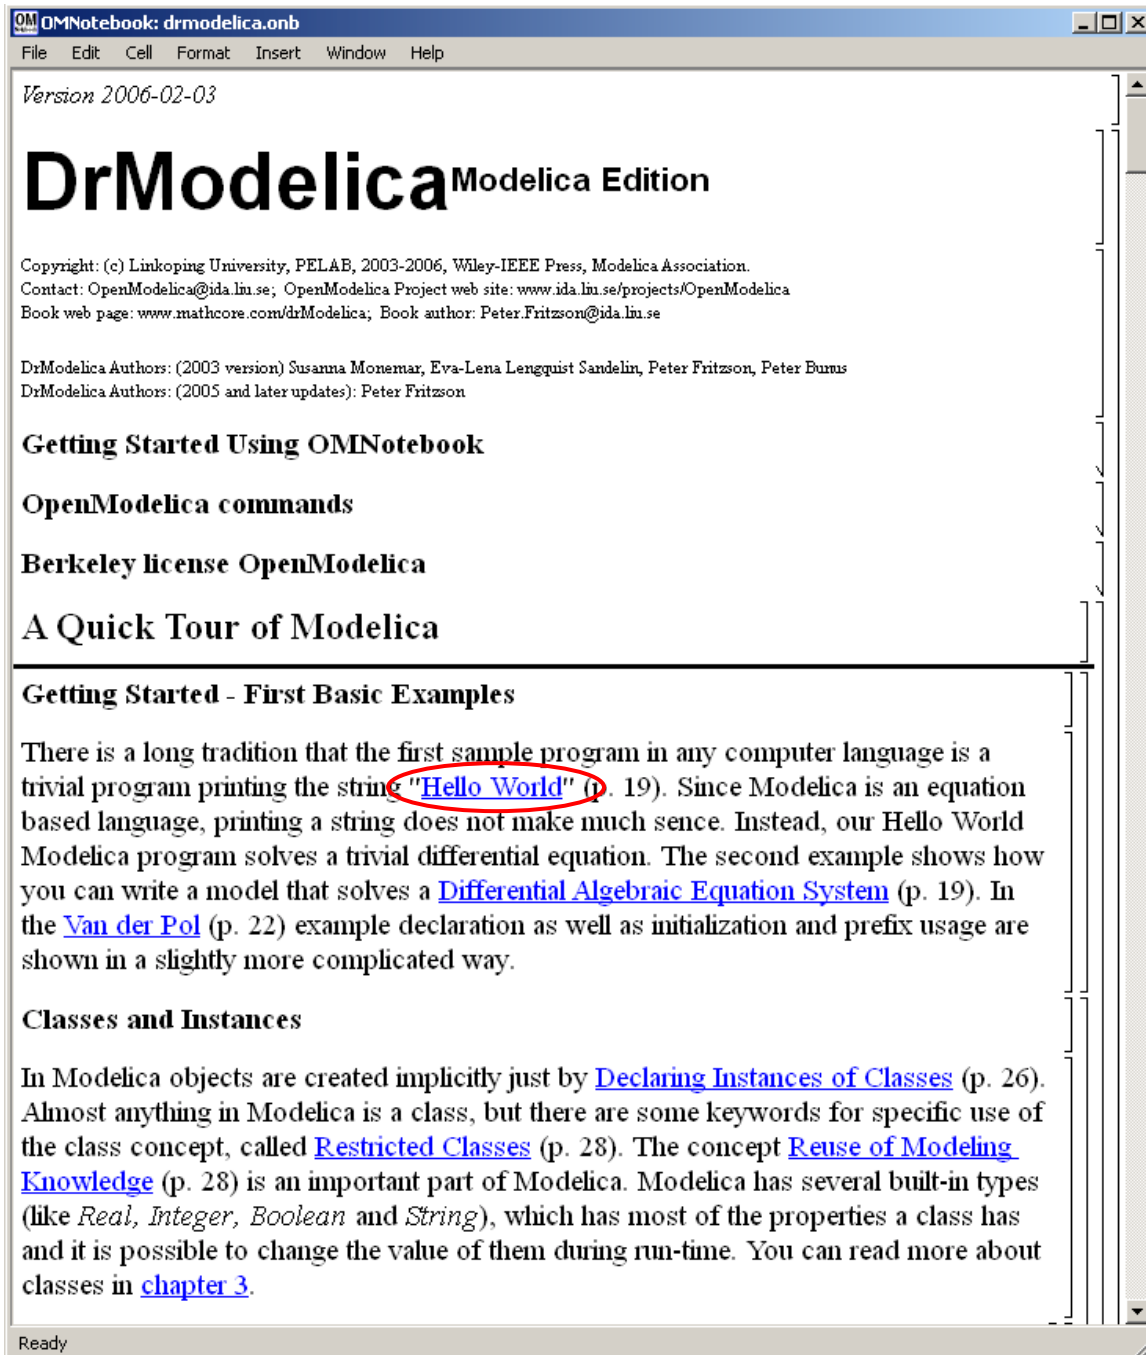 OMNotebook: drmodelica.onb
File Edit Cell Format Insert Window Help
Version 2006-02-03
DrModelica Modelica Edition
Copyright: (c) Linkoping University, PELAB, 2003-2006, Wiley-IEEE Press, Modelica Association.
Contact: OpenModelica@ida.liu.se; OpenModelica Project web site: www.ida.liu.se/projects/OpenModelica
Book web page: www.mathcore.com/drModelica; Book author: Peter.Fritzson@ida.liu.se
DrModelica Authors: (2003 version) Susanna Monemar, Eva-Lena Lengquist Sandelin, Peter Fritzson, Peter Bunus
DrModelica Authors: (2005 and later updates): Peter Fritzson
Getting Started Using OMNotebook
OpenModelica commands
Berkeley license OpenModelica
A Quick Tour of Modelica
Getting Started - First Basic Examples
There is a long tradition that the first sample program in any computer language is a
trivial program printing the string "Hello World" (p. 19). Since Modelica is an equation
based language, printing a string does not make much sence. Instead, our Hello World
Modelica program solves a trivial differential equation. The second example shows how
you can write a model that solves a Differential Algebraic Equation System (p. 19). In
the Van der Pol (p. 22) example declaration as well as initialization and prefix usage are
shown in a slightly more complicated way.
Classes and Instances
In Modelica objects are created implicitly just by Declaring Instances of Classes (p. 26).
Almost anything in Modelica is a class, but there are some keywords for specific use of
the class concept, called Restricted Classes (p. 28). The concept Reuse of Modeling
Knowledge (p. 28) is an important part of Modelica. Modelica has several built-in types
(like Real, Integer, Boolean and String), which has most of the properties a class has
and it is possible to change the value of them during run-time. You can read more about
classes in chapter 3.
Ready